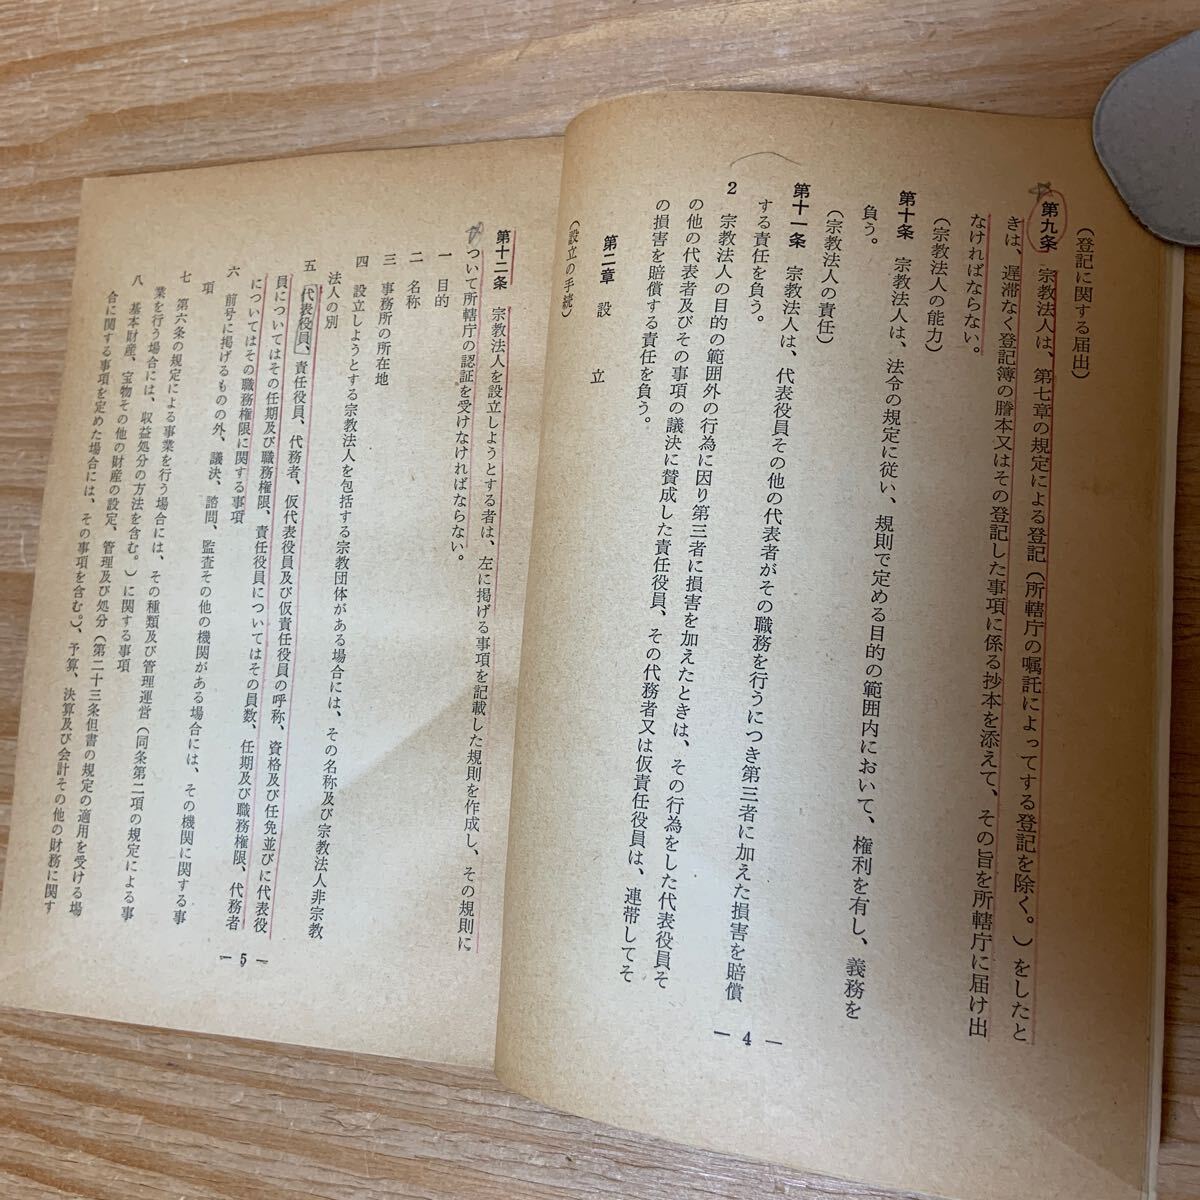 (登記に関する届出)
第九条 宗教法人は、第七章の規定による登記(所轄庁の嘱託によってする登記を除く。)をしたと
きは、遅滞なく登記簿の謄本又はその登記した事項に係る抄本を添えて、その旨を所轄庁に届け出
なければならない。
(宗教法人の能力)
第十条 宗教法人は、法令の規定に従い、規則で定める目的の範囲内において、権利を有し、義務を
負う。
(宗教法人の責任)
第十一条 宗教法人は、代表役員その他の代表者がその職務を行うにつき第三者に加えた損害を賠償
する責任を負う。
2 宗教法人の目的の範囲外の行為に因り第三者に損害を加えたときは、その行為をした代表役員そ
の他の代表者及びその事項の議決に賛成した責任役員、その代務者又は仮責任役員は、連帯してそ
の損害を賠償する責任を負う。
第二章 設立
(設立の手続)
— 4 —
第十二条 宗教法人を設立しようとする者は、左に掲げる事項を記載した規則を作成し、その規則に
ついて所轄庁の認証を受けなければならない。
一 目的
二 名称
三 事務所の所在地
四 設立しようとする宗教法人を包括する宗教団体がある場合には、その名称及び宗教法人非宗教
法人の別
五 代表役員、責任役員、代務者、仮代表役員及び仮責任役員の呼称、資格及び任免並びに代表役
員についてはその任期及び職務権限、責任役員についてはその員数、任期及び職務権限、代務者
についてはその職務権限に関する事項
六 前号に掲げるものの外、議決、諮問、監査その他の機関がある場合には、その機関に関する事
項
七 第六条の規定による事業を行う場合には、その種類及び管理運営(同条第二項の規定による事
業を行う場合には、収益処分の方法を含む。)に関する事項
八 基本財産、宝物その他の財産の設定、管理及び処分(第二十三条但書の規定の適用を受ける場
合に関する事項を定めた場合には、その事項を含む。)、予算、決算及び会計その他の財務に関す
— 5 —